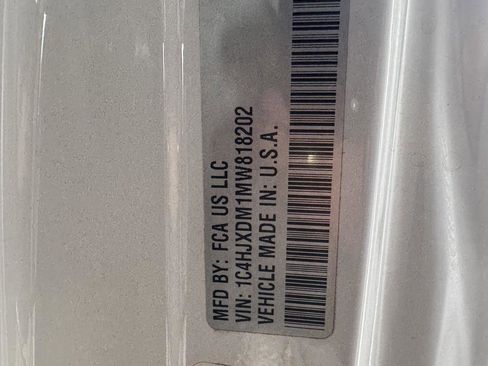 MFD BY: FCA US LLC
VIN: 1C4HJXDM1MW818202
VEHICLE MADE IN: U.S.A.